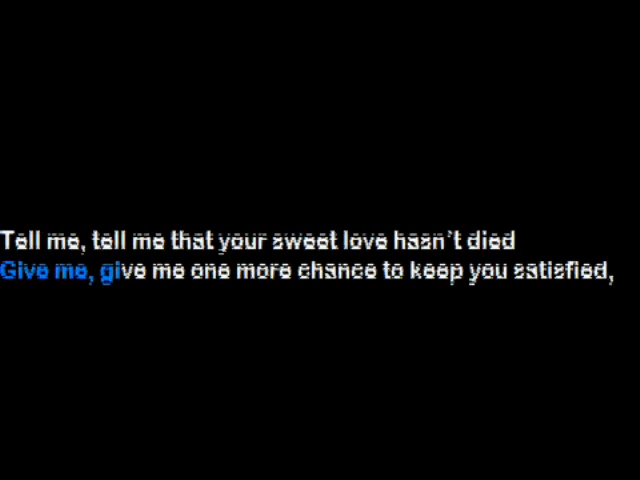 Tell me, tell me that your sweet love hasn't died
Give me, give me one more chance to keep you satisfied,